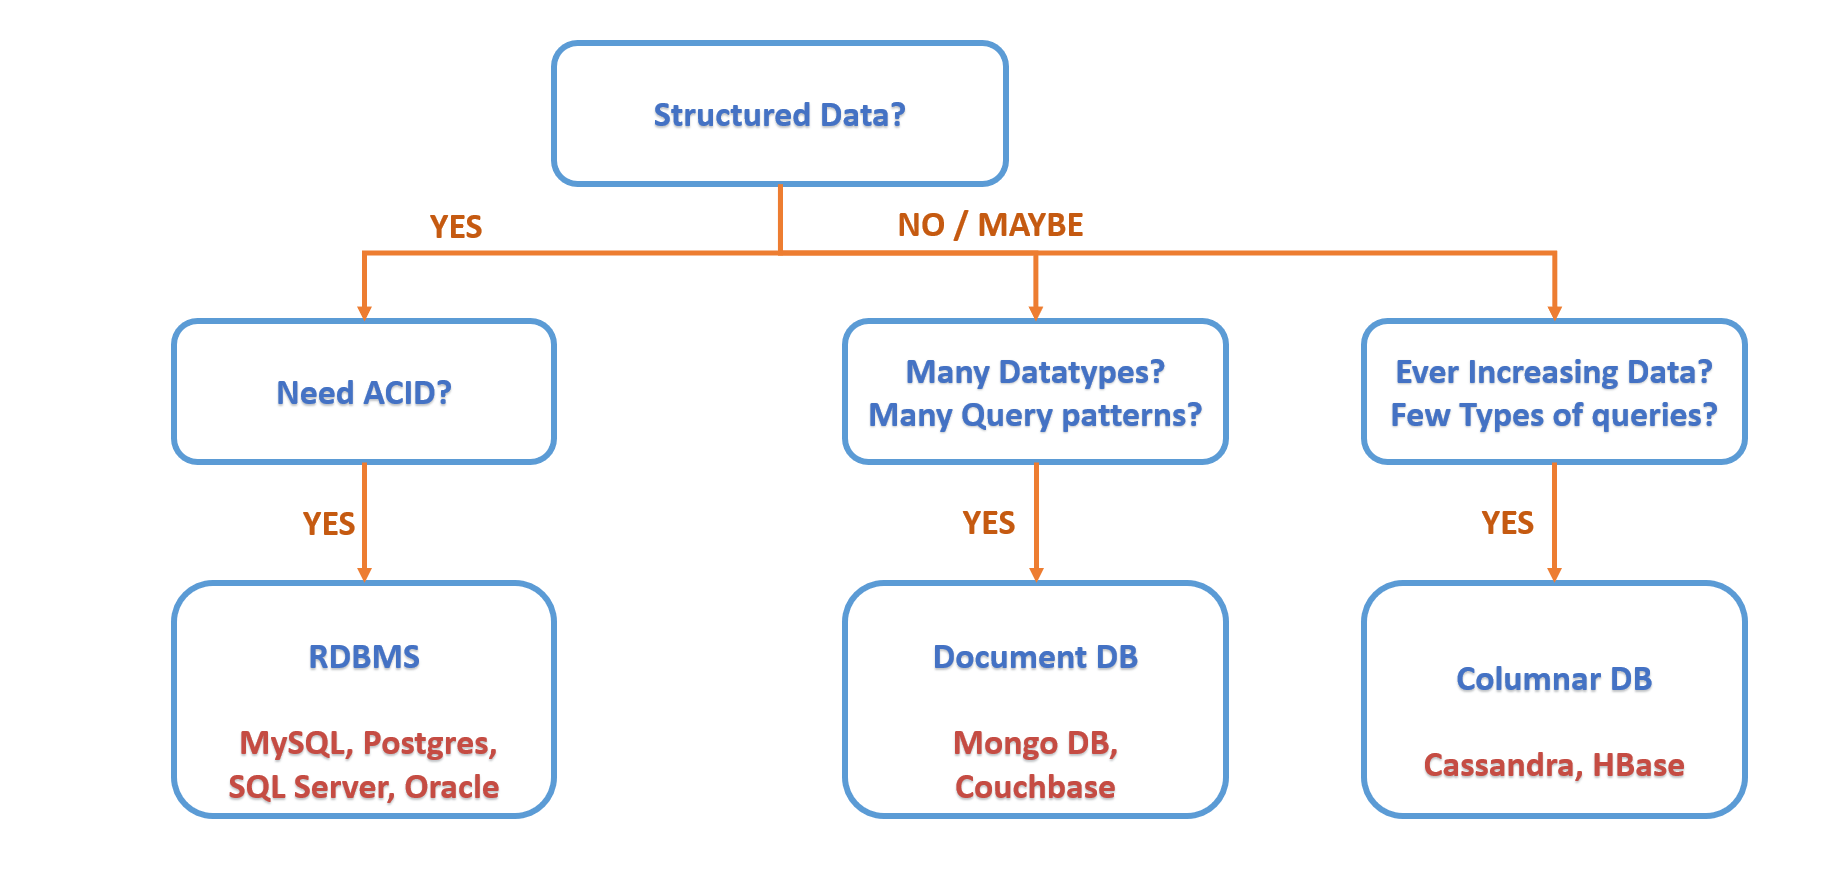 Structured Data?
YES
NO / MAYBE
Need ACID?
Many Datatypes?
Many Query patterns?
Ever Increasing Data?
Few Types of queries?
YES
YES
YES
RDBMS
MySQL, Postgres,
SQL Server, Oracle
Document DB
Mongo DB,
Couchbase
Columnar DB
Cassandra, HBase